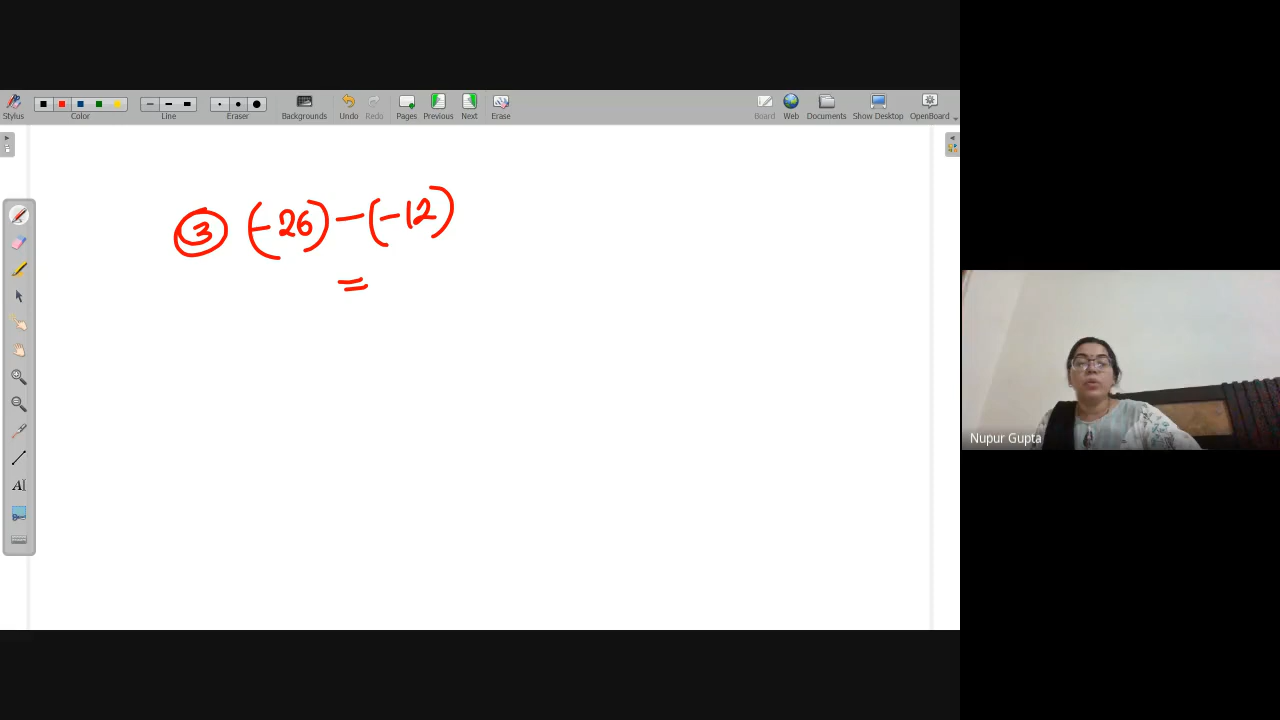 Stylus
Color
Line
Eraser
Backgrounds
Undo
Redo
Pages
Previous
Next
Erase
Board
Web
Documents
Show Desktop
OpenBoard
③ (-26) - (-12)
=
AI
Nupur Gupta